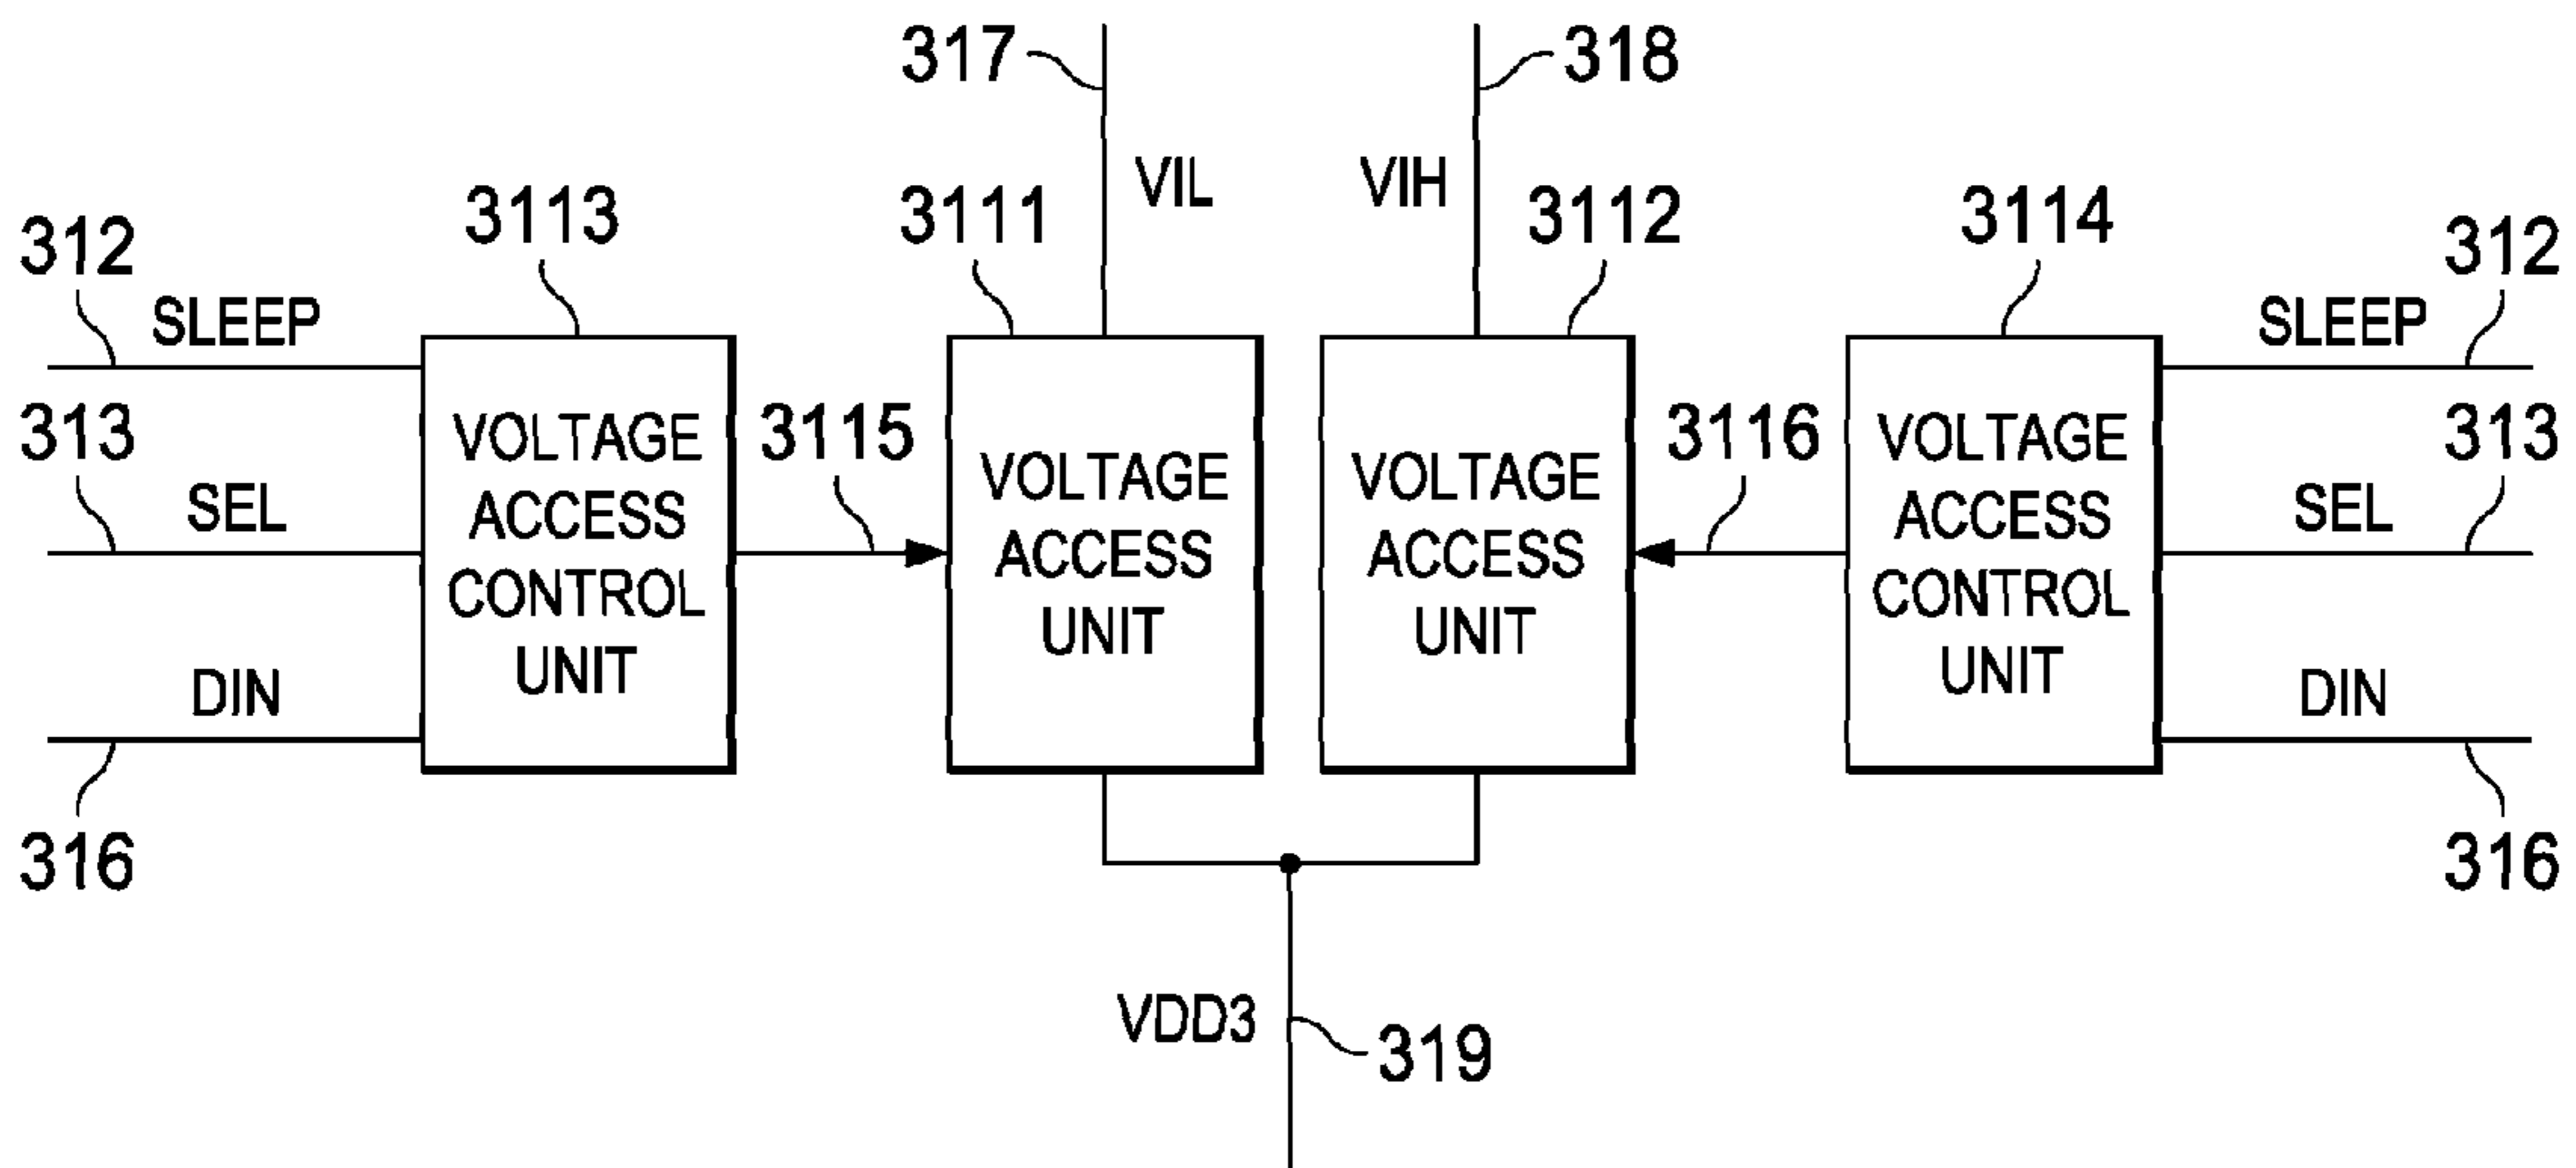 317
318
VIL
VIH
3113
3111
3112
3114
312
312
SLEEP
SLEEP
313
313
SEL
SEL
3115
3116
VOLTAGE
ACCESS
CONTROL
UNIT
VOLTAGE
ACCESS
UNIT
VOLTAGE
ACCESS
UNIT
VOLTAGE
ACCESS
CONTROL
UNIT
DIN
DIN
316
316
VDD3
319